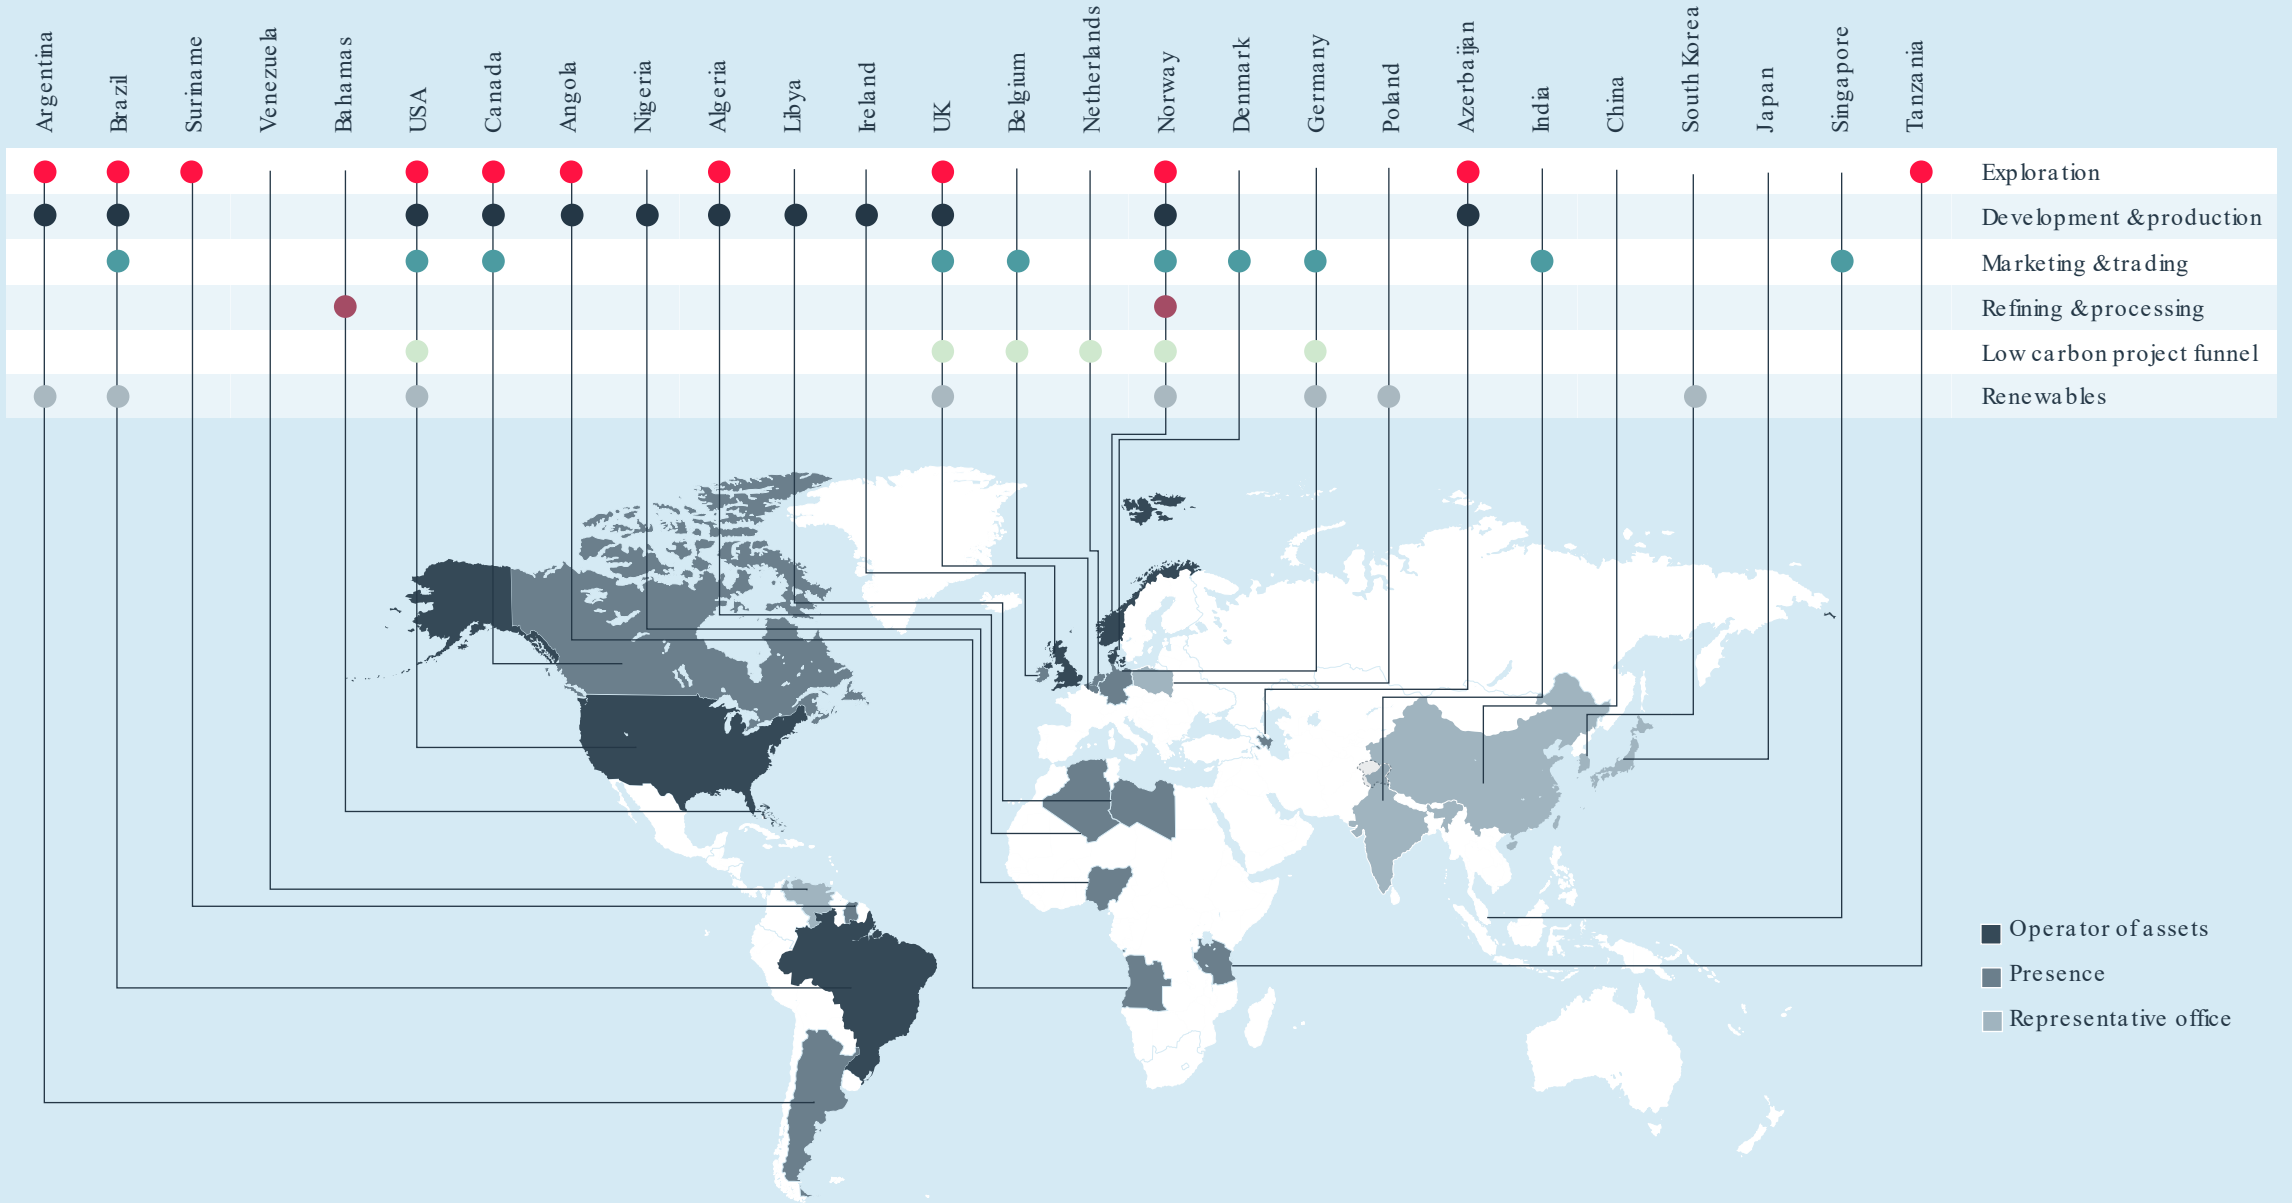 Argentina
Brazil
Suriname
Venezuela
Bahamas
USA
Canada
Angola
Nigeria
Algeria
Libya
Ireland
UK
Belgium
Netherlands
Norway
Denmark
Germany
Poland
Azerbaijan
India
China
South Korea
Japan
Singapore
Tanzania
Exploration
Development & production
Marketing & trading
Refining & processing
Low carbon project funnel
Renewables
Operator of assets
Presence
Representative office